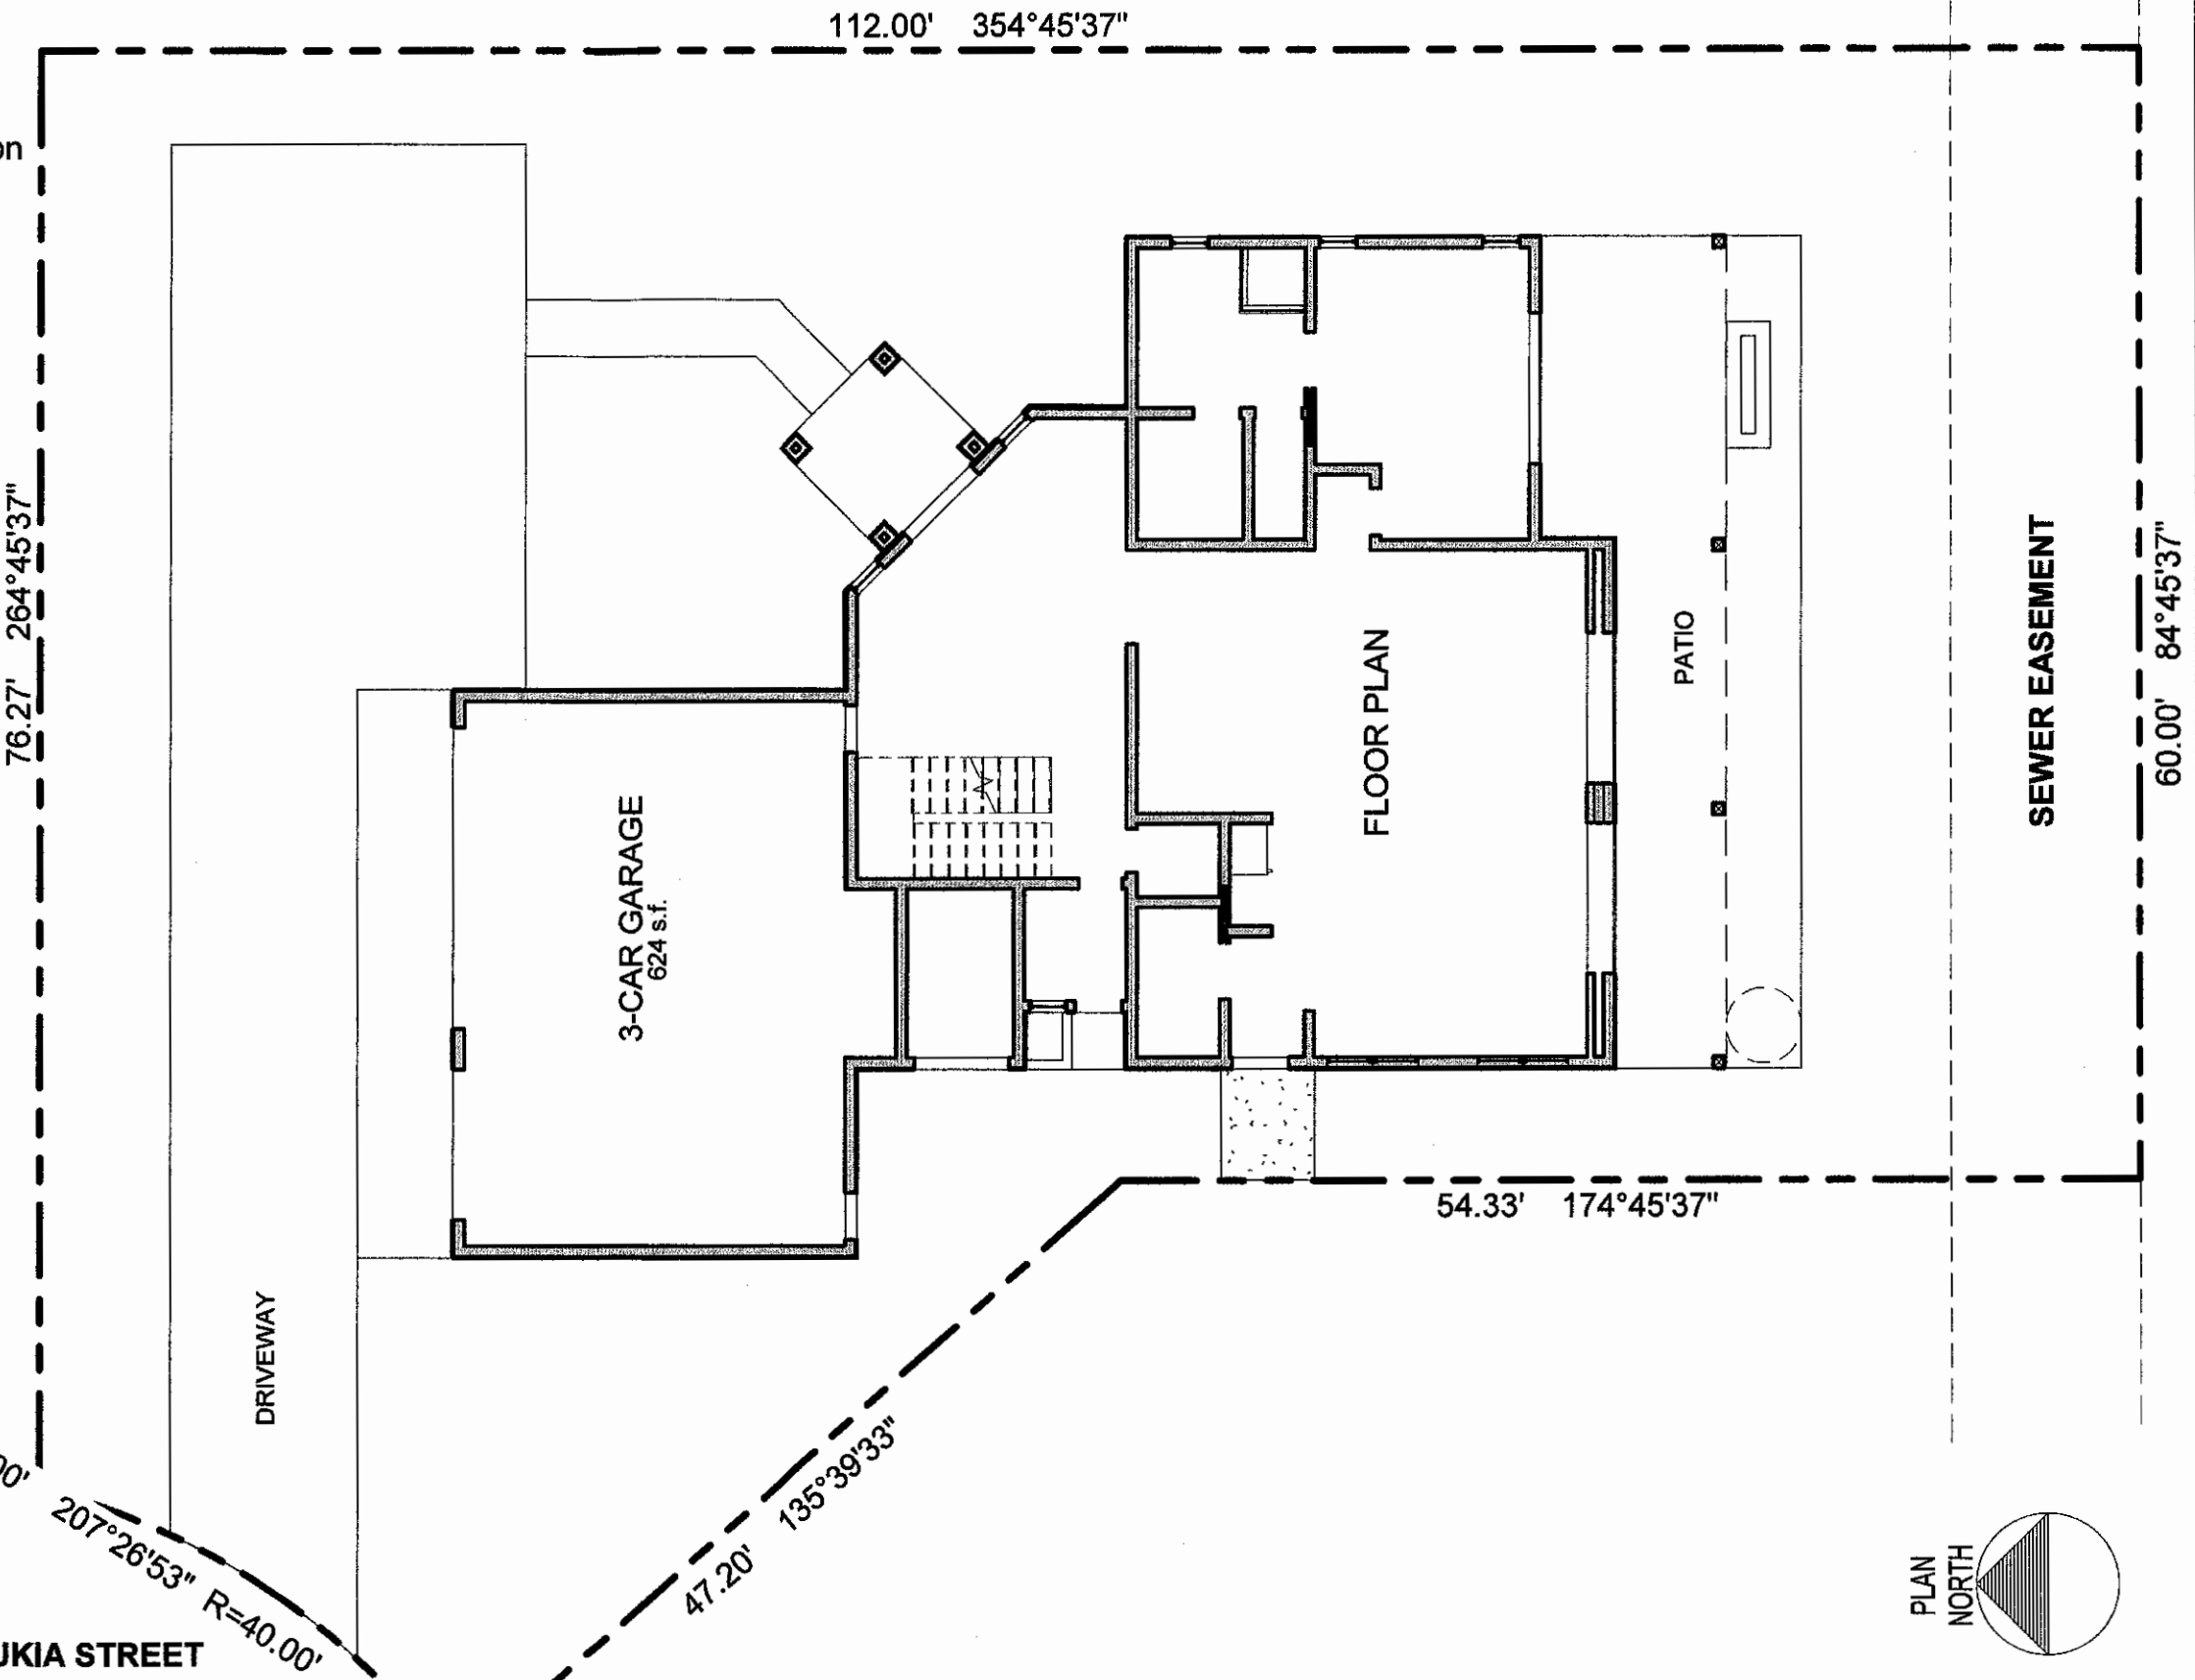 112.00' 354°45'37"
on
76.27' 264°45'37"
3-CAR GARAGE
624 s.f.
FLOOR PLAN
PATIO
SEWER EASEMENT
60.00' 84°45'37"
54.33' 174°45'37"
DRIVEWAY
47.20' 135°39'33"
00'
207°26'53" R=40.00'
UKIA STREET
PLAN
NORTH